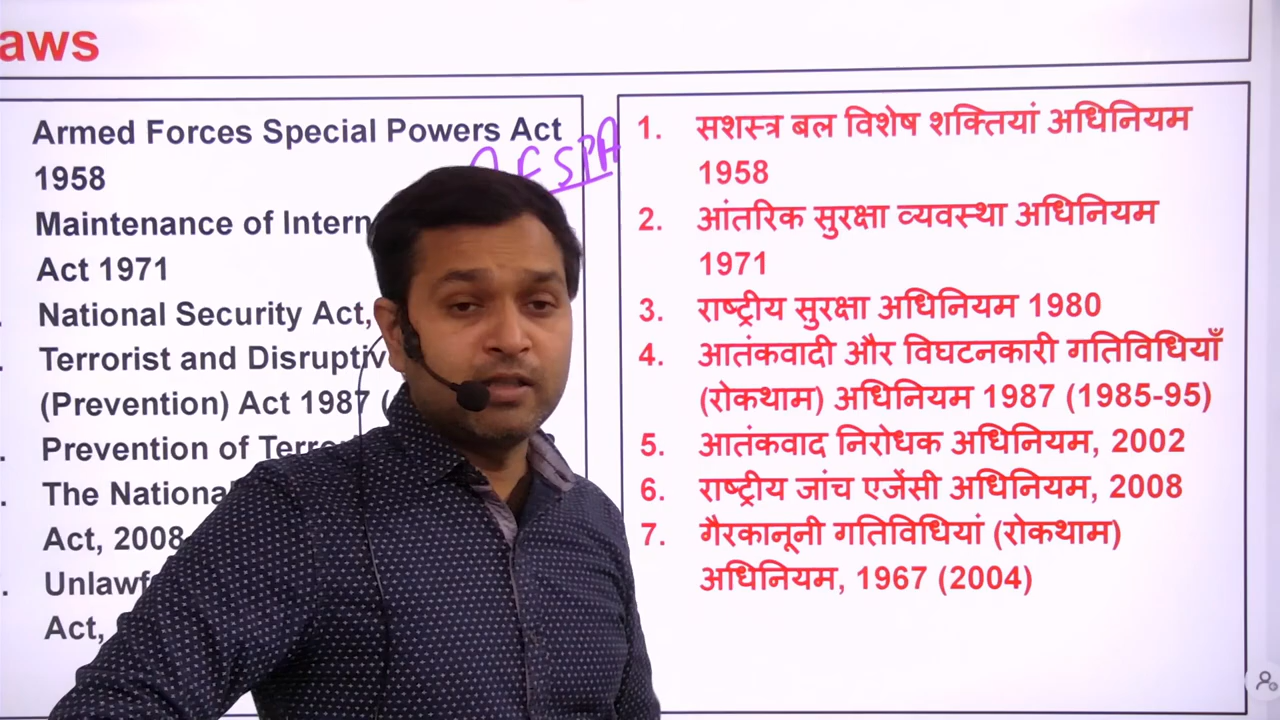 aws
Armed Forces Special Powers Act
1958
AFSPA
Maintenance of Intern
Act 1971
National Security Act,
Terrorist and Disruptiv
(Prevention) Act 1987 (
Prevention of Terro
The National
Act, 2008
Unlawf
Act,
1. सशस्त्र बल विशेष शक्तियां अधिनियम
1958
2. आंतरिक सुरक्षा व्यवस्था अधिनियम
1971
3. राष्ट्रीय सुरक्षा अधिनियम 1980
4. आतंकवादी और विघटनकारी गतिविधियाँ
(रोकथाम) अधिनियम 1987 (1985-95)
5. आतंकवाद निरोधक अधिनियम, 2002
6. राष्ट्रीय जांच एजेंसी अधिनियम, 2008
7. गैरकानूनी गतिविधियां (रोकथाम)
अधिनियम, 1967 (2004)